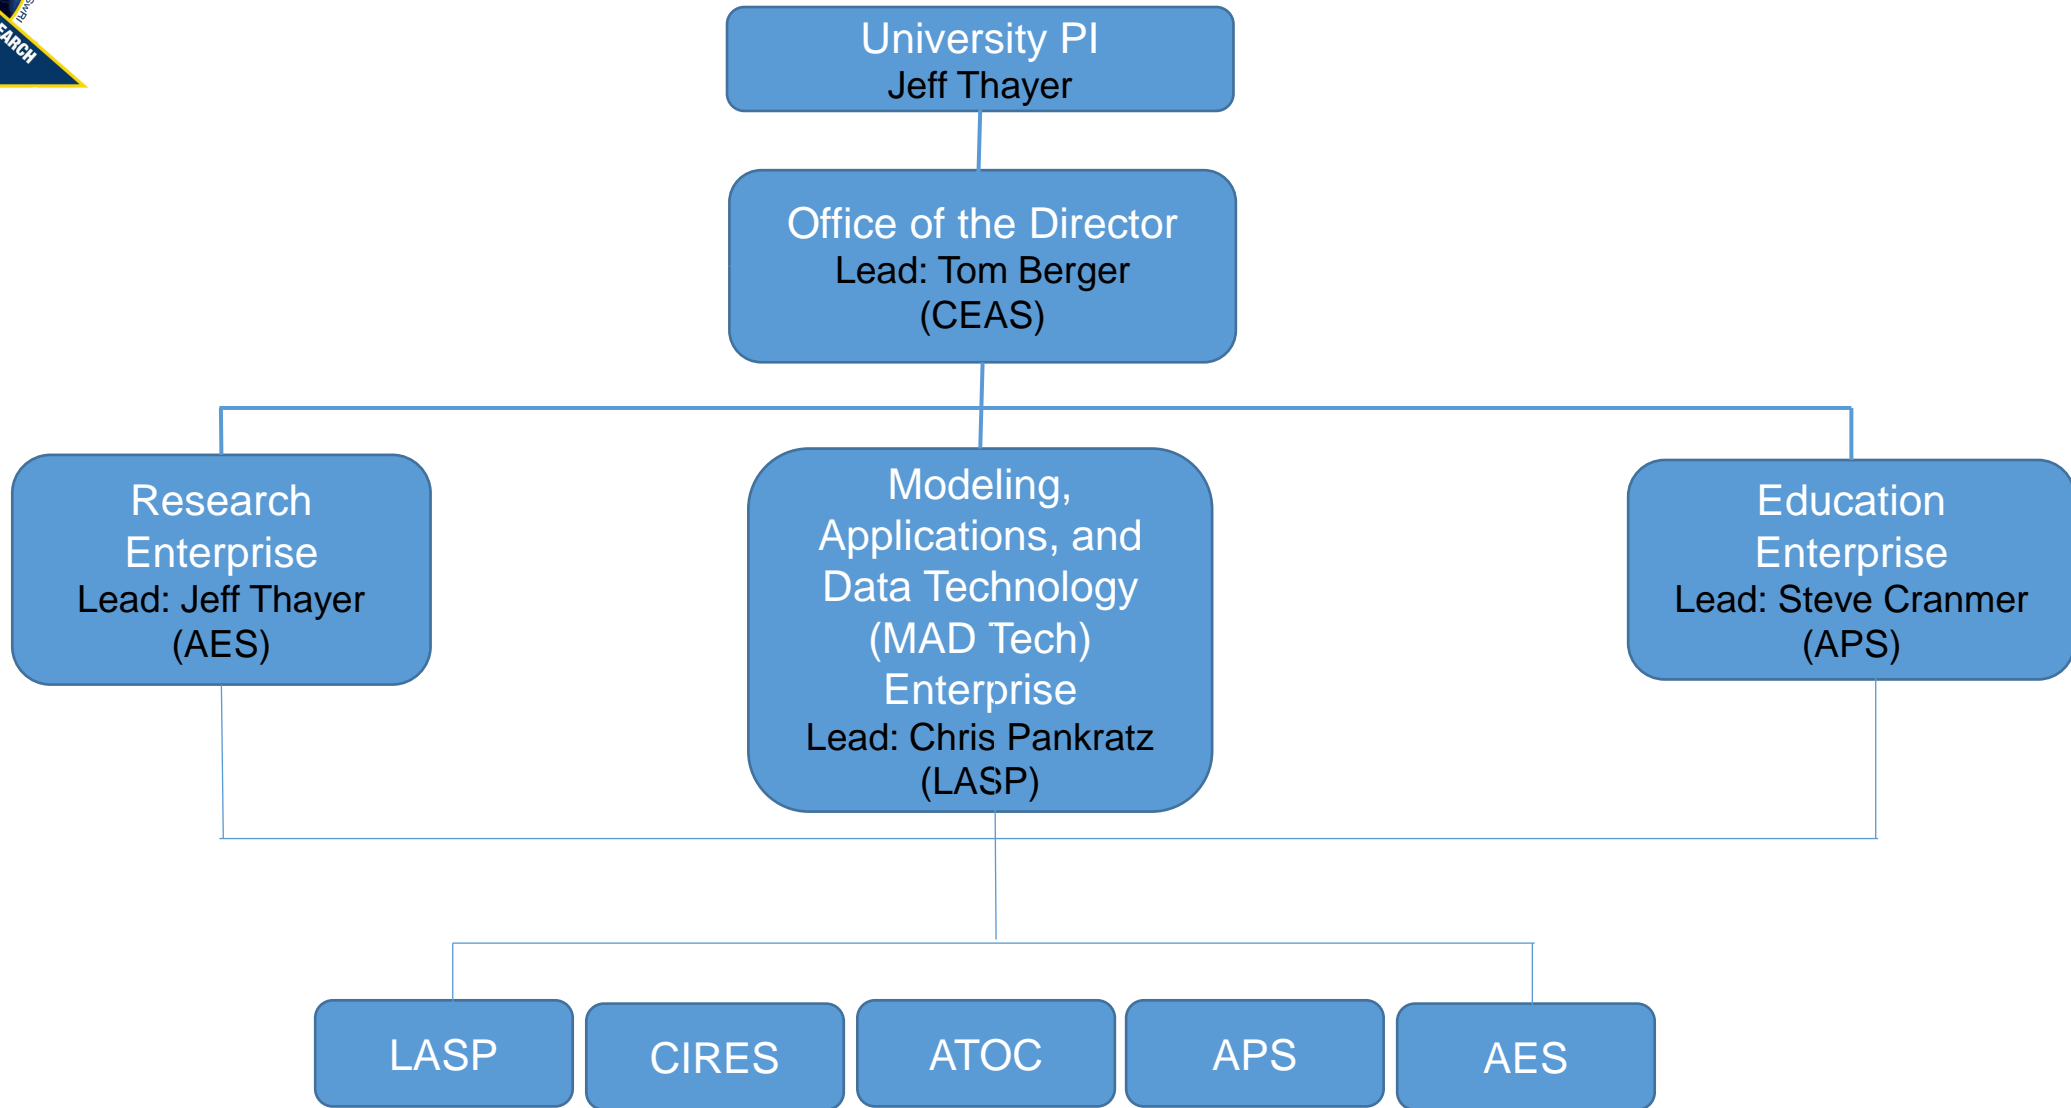 SwRI
EARCH
University PI
Jeff Thayer
Office of the Director
Lead: Tom Berger
(CEAS)
Research
Enterprise
Lead: Jeff Thayer
(AES)
Modeling,
Applications, and
Data Technology
(MAD Tech)
Enterprise
Lead: Chris Pankratz
(LASP)
Education
Enterprise
Lead: Steve Cranmer
(APS)
LASP
CIRES
ATOC
APS
AES